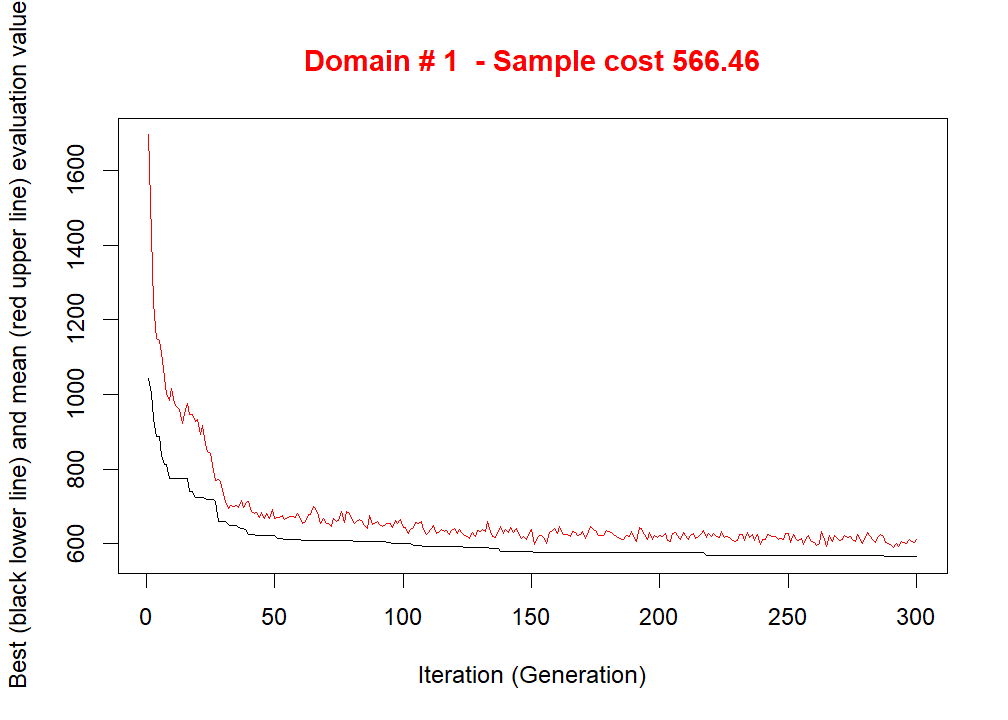 Domain # 1  - Sample cost 566.46
Best (black lower line) and mean (red upper line) evaluation value
1600
1400
1200
1000
800
600
0 50 100 150 200 250 300
Iteration (Generation)